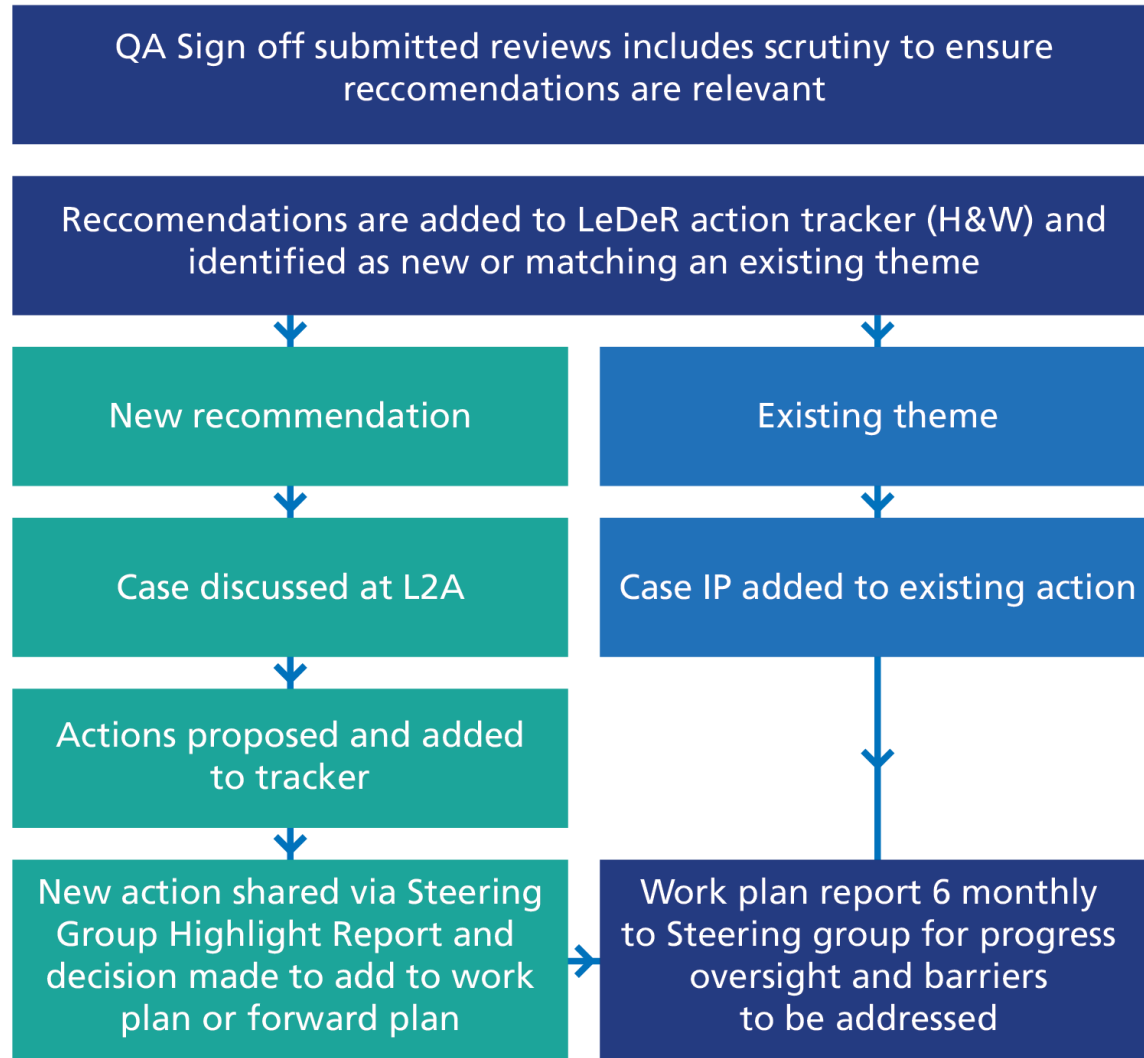 QA Sign off submitted reviews includes scrutiny to ensure
reccomendations are relevant
Reccomendations are added to LeDeR action tracker (H&W) and
identified as new or matching an existing theme
New recommendation
Existing theme
Case discussed at L2A
Case IP added to existing action
Actions proposed and added
to tracker
New action shared via Steering
Group Highlight Report and
decision made to add to work
plan or forward plan
Work plan report 6 monthly
to Steering group for progress
oversight and barriers
to be addressed